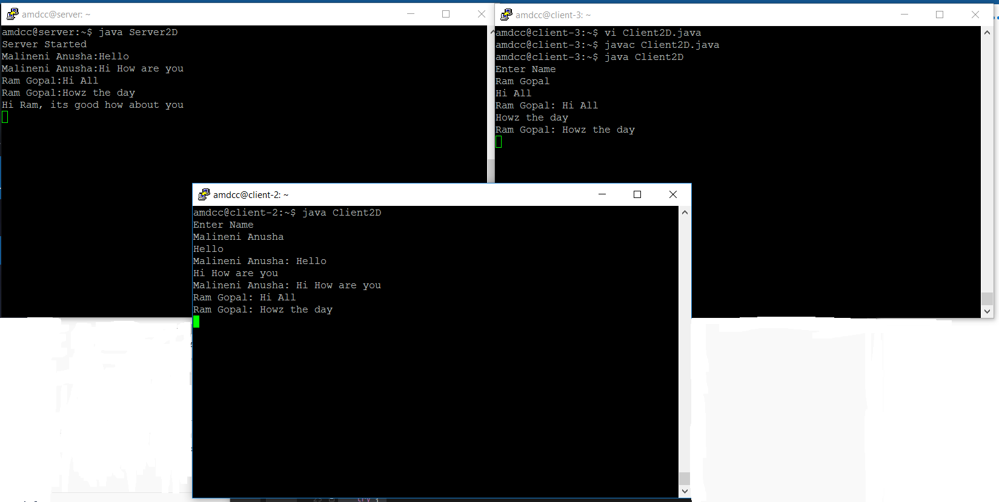 amdcc@server: ~
amdcc@server:~$ java Server2D
Server Started
Malineni Anusha:Hello
Malineni Anusha:Hi How are you
Ram Gopal:Hi All
Ram Gopal:Howz the day
Hi Ram, its good how about you
amdcc@client-3: ~
amdcc@client-3:~$ vi Client2D.java
amdcc@client-3:~$ javac Client2D.java
amdcc@client-3:~$ java Client2D
Enter Name
Ram Gopal
Hi All
Ram Gopal: Hi All
Howz the day
Ram Gopal: Howz the day
amdcc@client-2: ~
amdcc@client-2:~$ java Client2D
Enter Name
Malineni Anusha
Hello
Malineni Anusha: Hello
Hi How are you
Malineni Anusha: Hi How are you
Ram Gopal: Hi All
Ram Gopal: Howz the day
23 try {